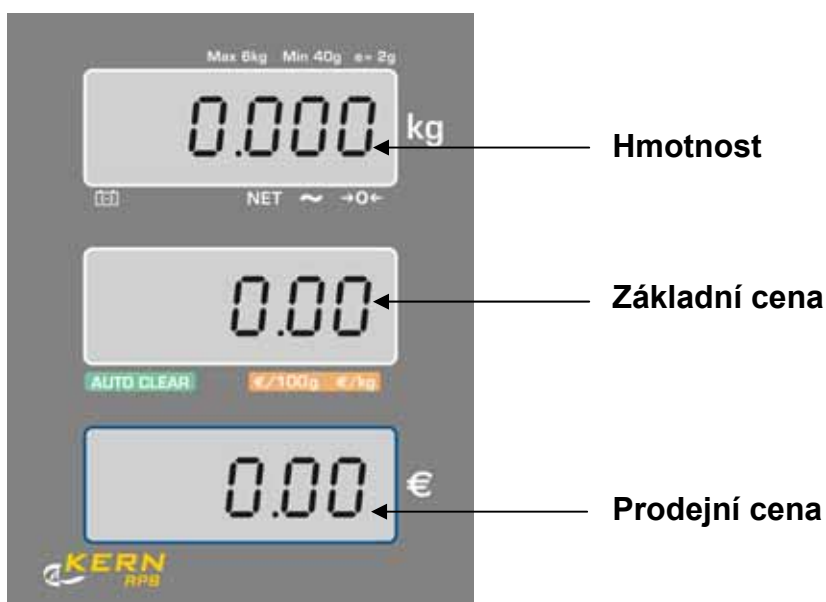 Max 6kg Min 40g e= 2g
0.000 kg
Hmotnost
NET ~ →0←
0.00
Základní cena
AUTO CLEAR €/100g €/kg
0.00 €
Prodejní cena
KERN
RPB